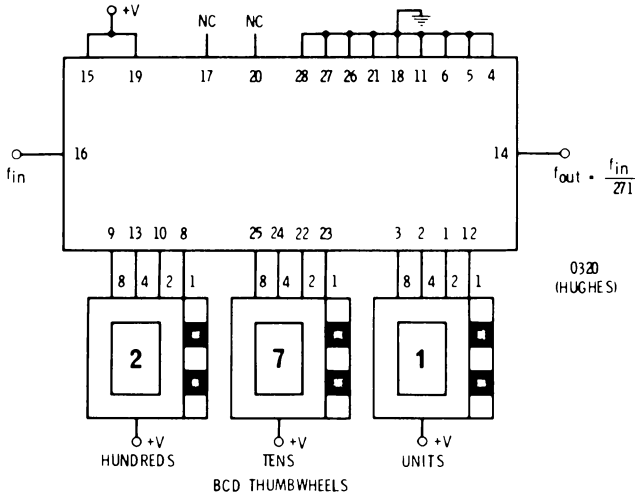 +V
NC NC
15 19 17 20 28 27 26 21 18 11 6 5 4
16 14
fin
fout = fin/271
9 13 10 8 25 24 22 23 3 2 1 12
8 4 2 1 8 4 2 1 8 4 2 1
0320
(HUGHES)
2 7 1
+V +V +V
HUNDREDS TENS UNITS
BCD THUMBWHEELS